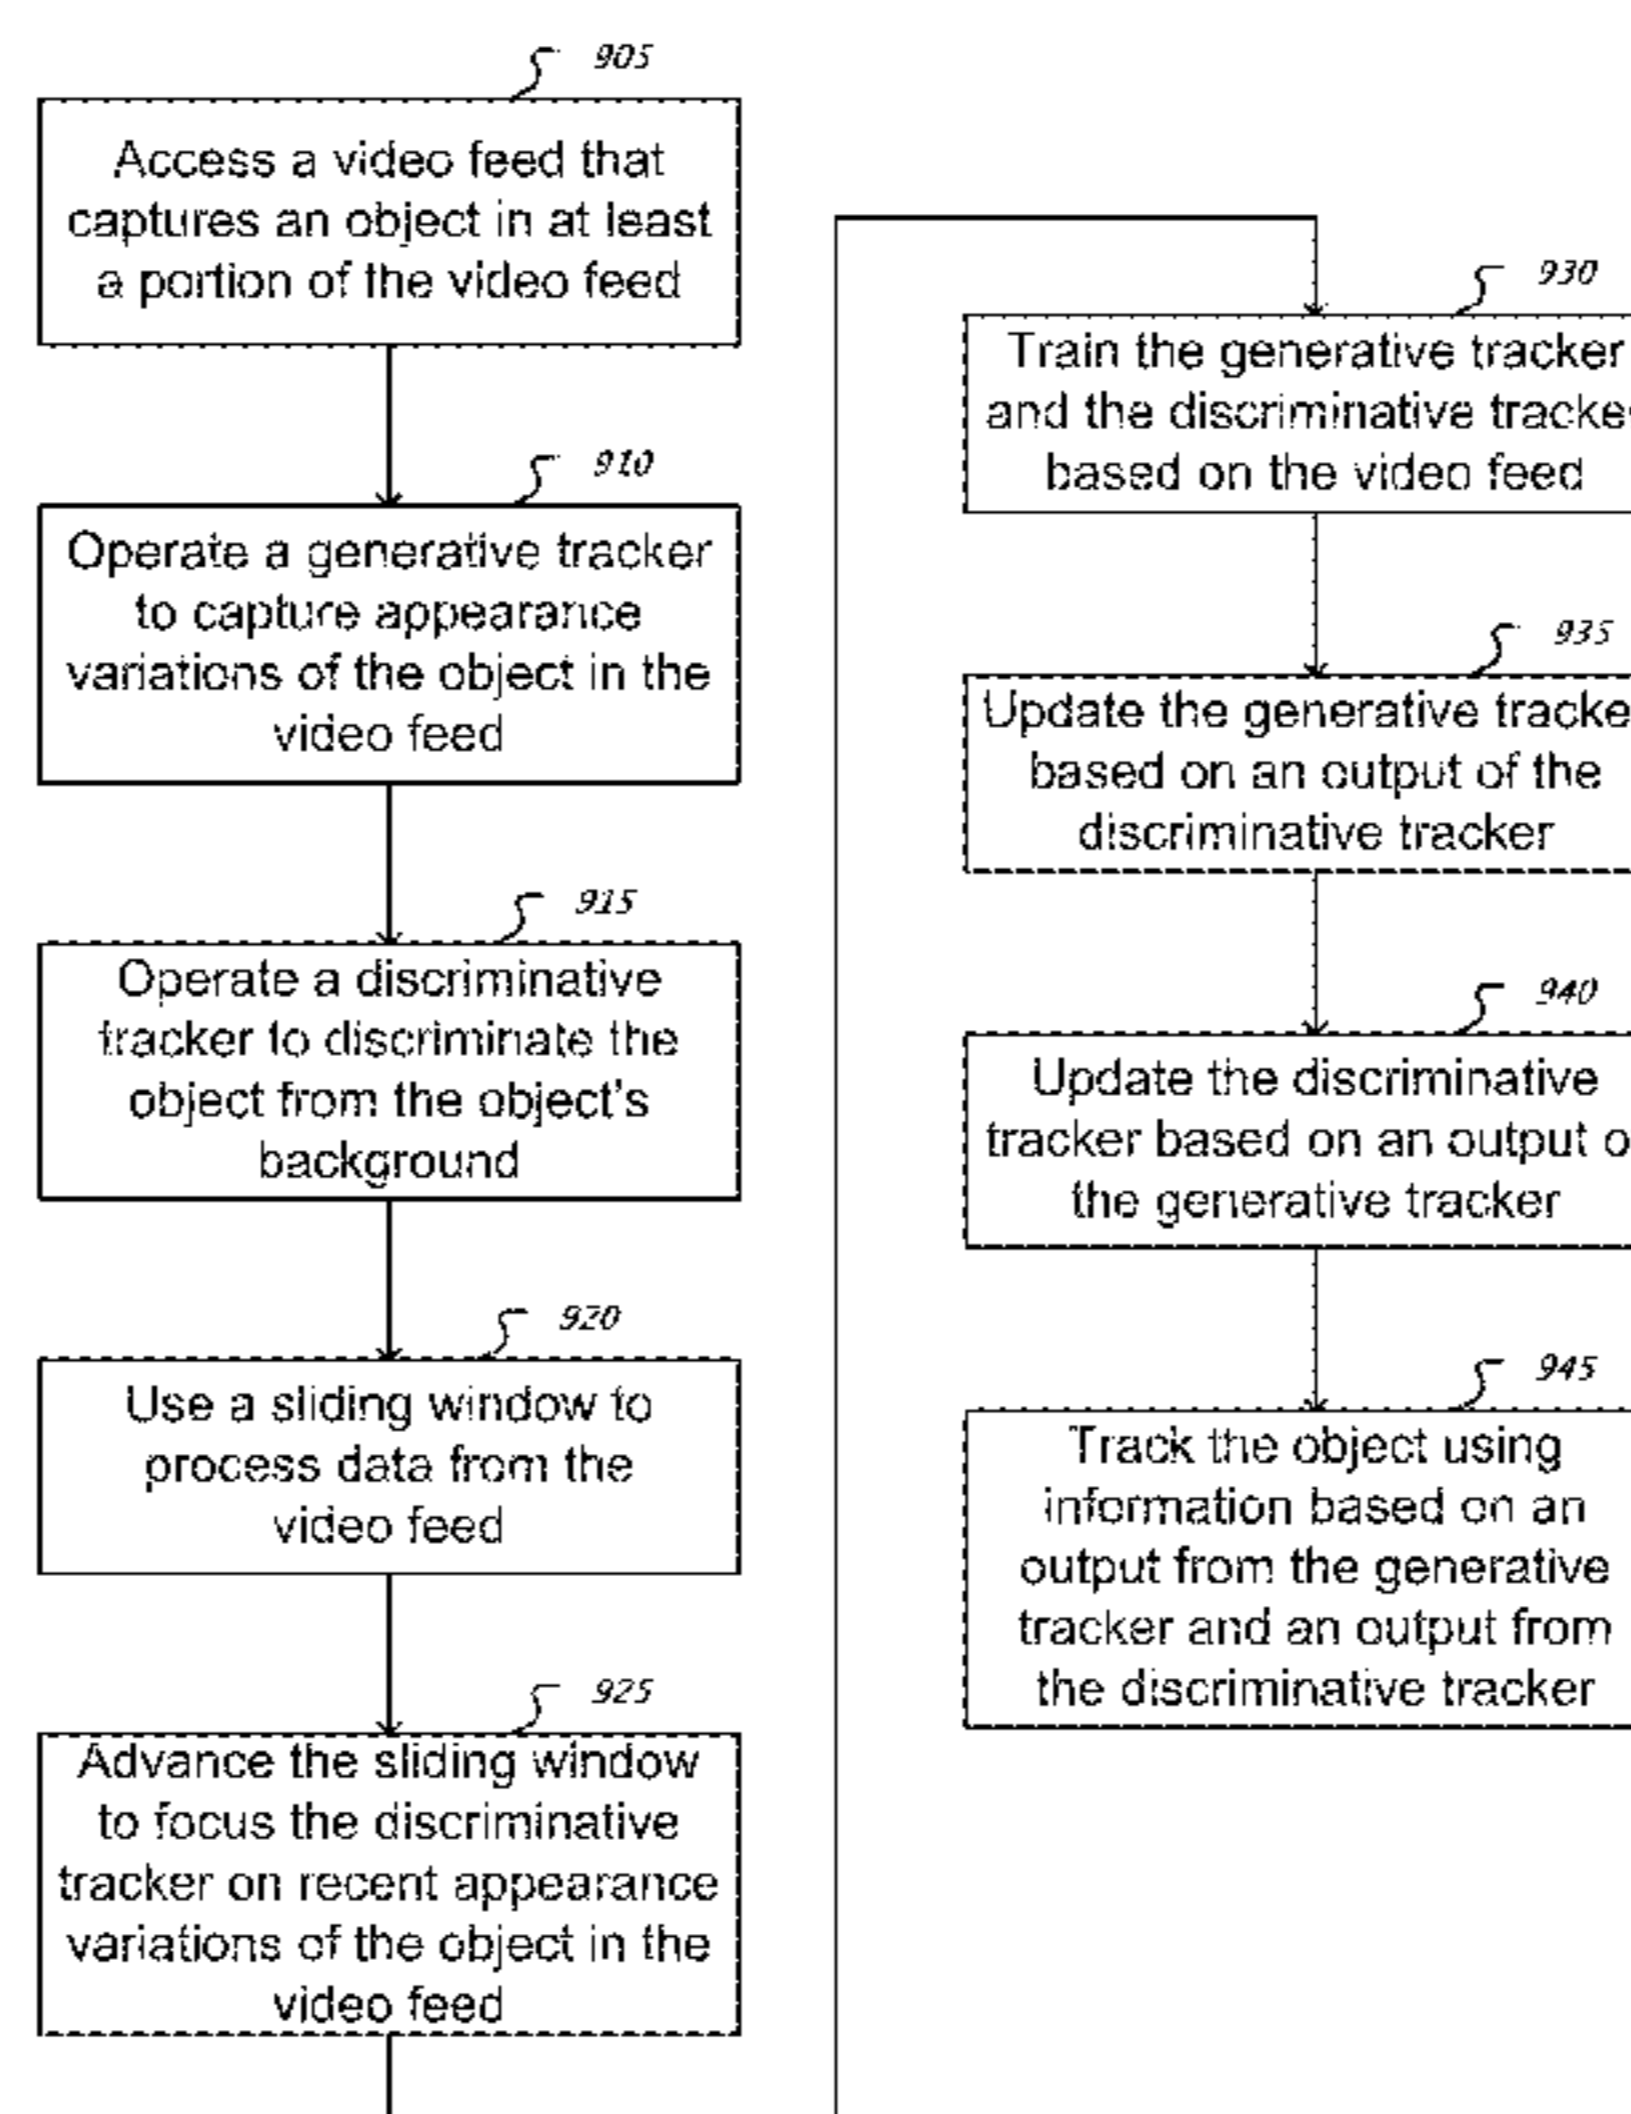 905
Access a video feed that
captures an object in at least
a portion of the video feed
910
Operate a generative tracker
to capture appearance
variations of the object in the
video feed
915
Operate a discriminative
tracker to discriminate the
object from the object's
background
920
Use a sliding window to
process data from the
video feed
925
Advance the sliding window
to focus the discriminative
tracker on recent appearance
variations of the object in the
video feed
930
Train the generative tracker
and the discriminative tracker
based on the video feed
935
Update the generative tracke
based on an output of the
discriminative tracker
940
Update the discriminative
tracker based on an output o
the generative tracker
945
Track the object using
information based on an
output from the generative
tracker and an output from
the discriminative tracker